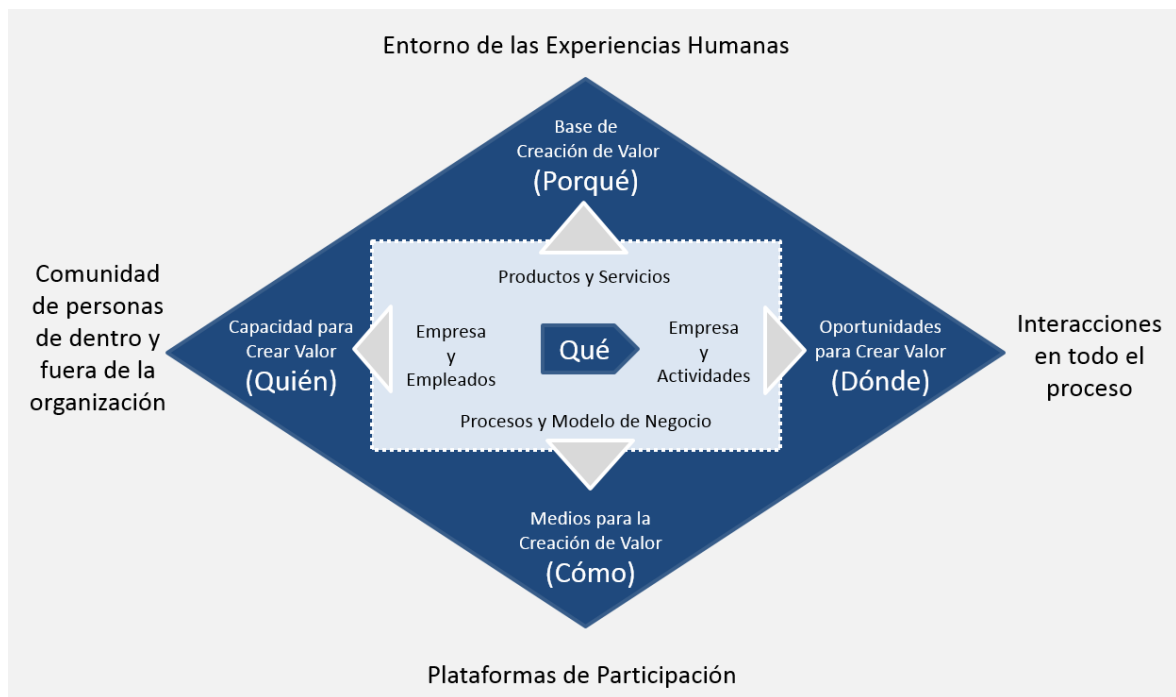 Entorno de las Experiencias Humanas
Base de
Creación de Valor
(Porqué)
Productos y Servicios
Comunidad
de personas
de dentro y
fuera de la
organización
Capacidad para
Crear Valor
(Quién)
Empresa
y
Empleados
Qué
Empresa
y
Actividades
Oportunidades
para Crear Valor
(Dónde)
Interacciones
en todo el
proceso
Procesos y Modelo de Negocio
Medios para la
Creación de Valor
(Cómo)
Plataformas de Participación